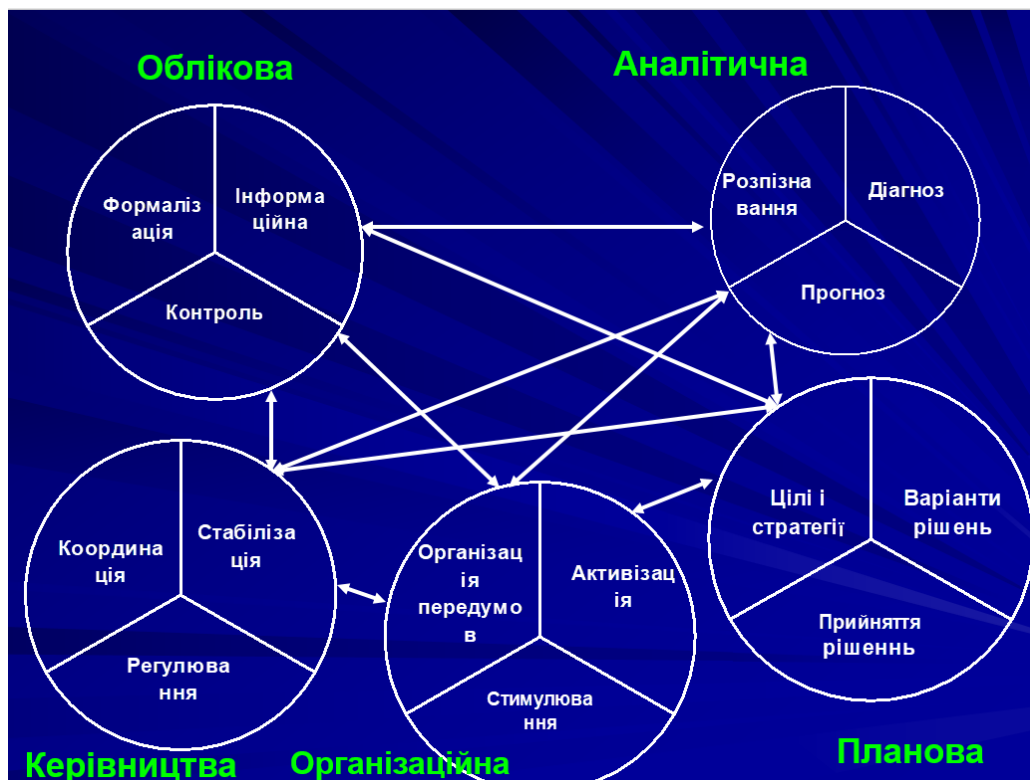 Облікова
Аналітична
Формаліз
ація
Інформа
ційна
Контроль
Розпізна
вання
Діагноз
Прогноз
Координа
ція
Стабіліза
ція
Регулюва
ння
Організац
ія
передумо
в
Активізац
ія
Стимулюва
ння
Цілі і
стратегії
Варіанти
рішень
Прийняття
рішеннь
Керівництва
Організаційна
Планова